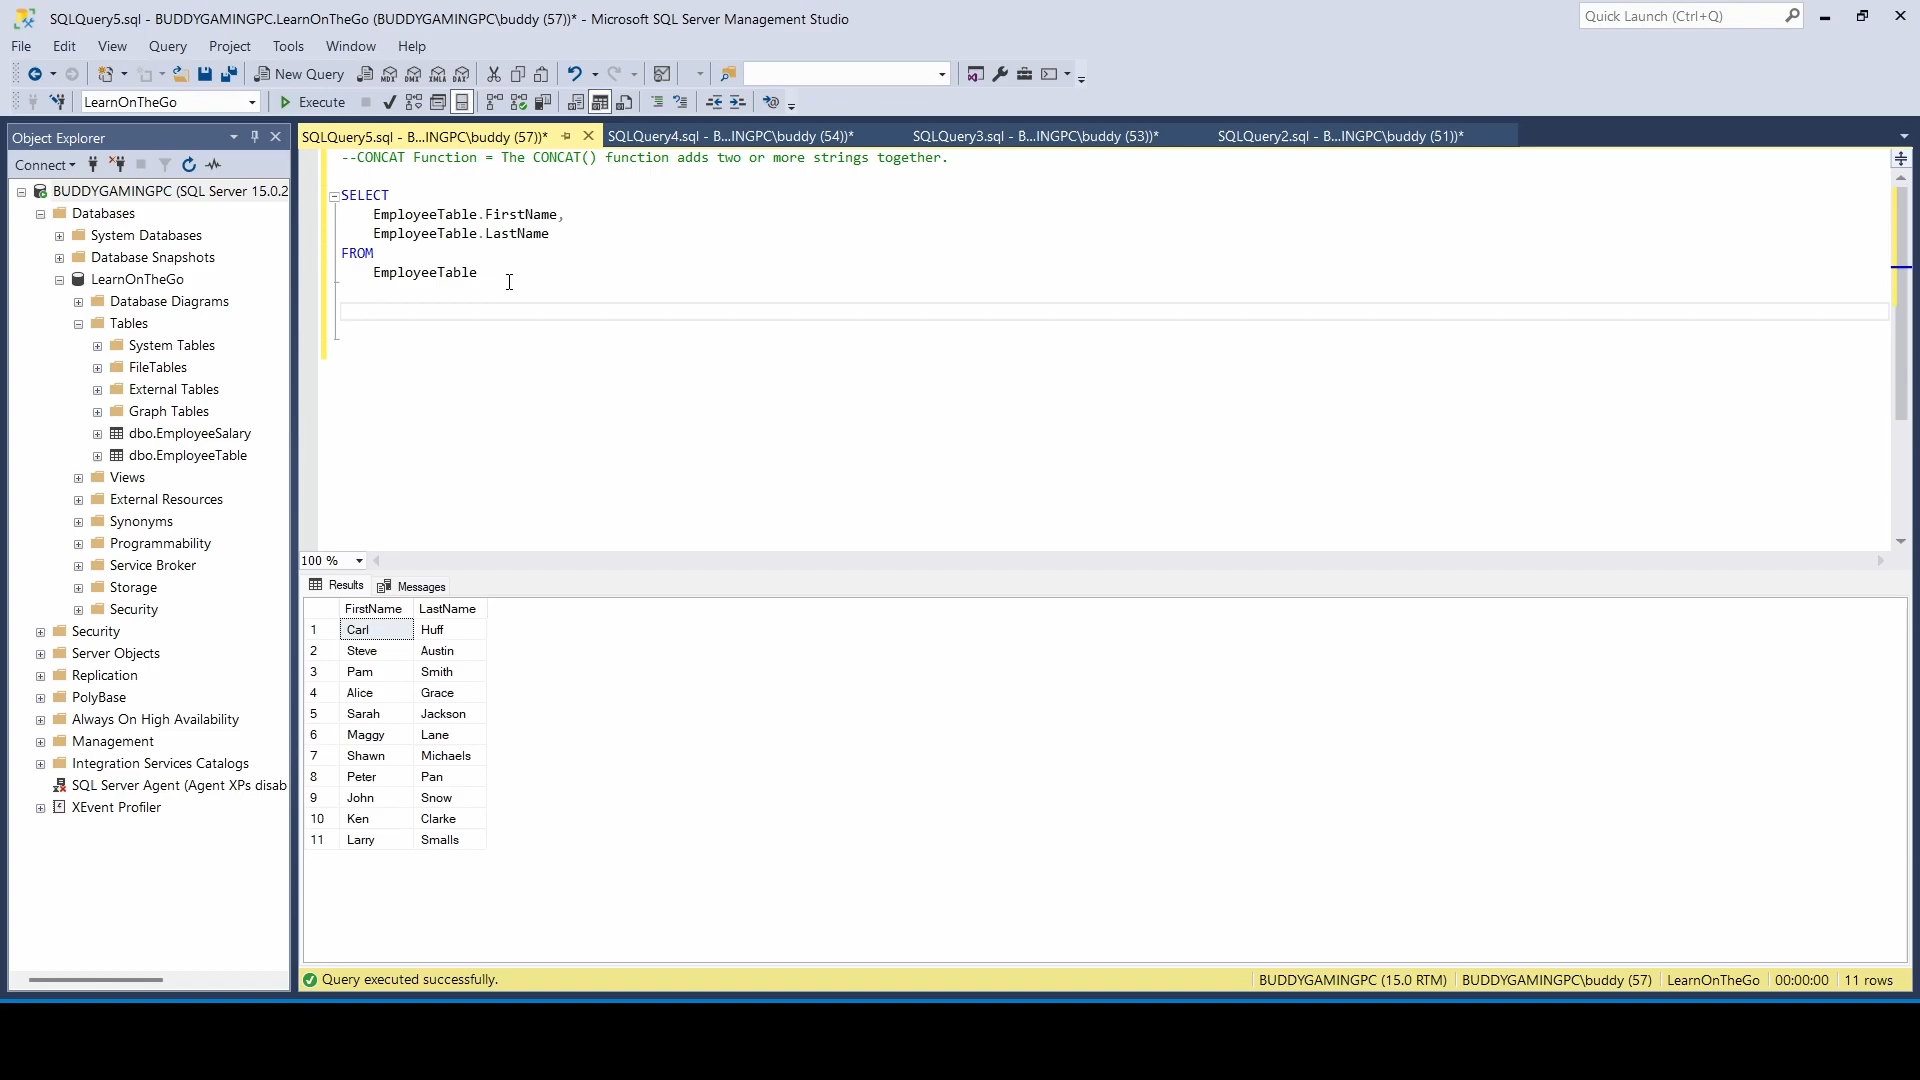 SQLQuery5.sql - BUDDYGAMINGPC.LearnOnTheGo (BUDDYGAMINGPC\buddy (57))* - Microsoft SQL Server Management Studio
Quick Launch (Ctrl+Q)
File Edit View Query Project Tools Window Help
New Query MDX DMX XMLA DAX
LearnOnTheGo Execute
Object Explorer
SQLQuery5.sql - B...INGPC\buddy (57))* SQLQuery4.sql - B...INGPC\buddy (54))* SQLQuery3.sql - B...INGPC\buddy (53))* SQLQuery2.sql - B...INGPC\buddy (51))*
Connect
BUDDYGAMINGPC (SQL Server 15.0.2
Databases
System Databases
Database Snapshots
LearnOnTheGo
Database Diagrams
Tables
System Tables
FileTables
External Tables
Graph Tables
dbo.EmployeeSalary
dbo.EmployeeTable
Views
External Resources
Synonyms
Programmability
Service Broker
Storage
Security
Security
Server Objects
Replication
PolyBase
Always On High Availability
Management
Integration Services Catalogs
SQL Server Agent (Agent XPs disab
XEvent Profiler
--CONCAT Function = The CONCAT() function adds two or more strings together.
SELECT
EmployeeTable.FirstName,
EmployeeTable.LastName
FROM
EmployeeTable
100 %
Results Messages
FirstName LastName
1 Carl Huff
2 Steve Austin
3 Pam Smith
4 Alice Grace
5 Sarah Jackson
6 Maggy Lane
7 Shawn Michaels
8 Peter Pan
9 John Snow
10 Ken Clarke
11 Larry Smalls
Query executed successfully. BUDDYGAMINGPC (15.0 RTM) BUDDYGAMINGPC\buddy (57) LearnOnTheGo 00:00:00 11 rows